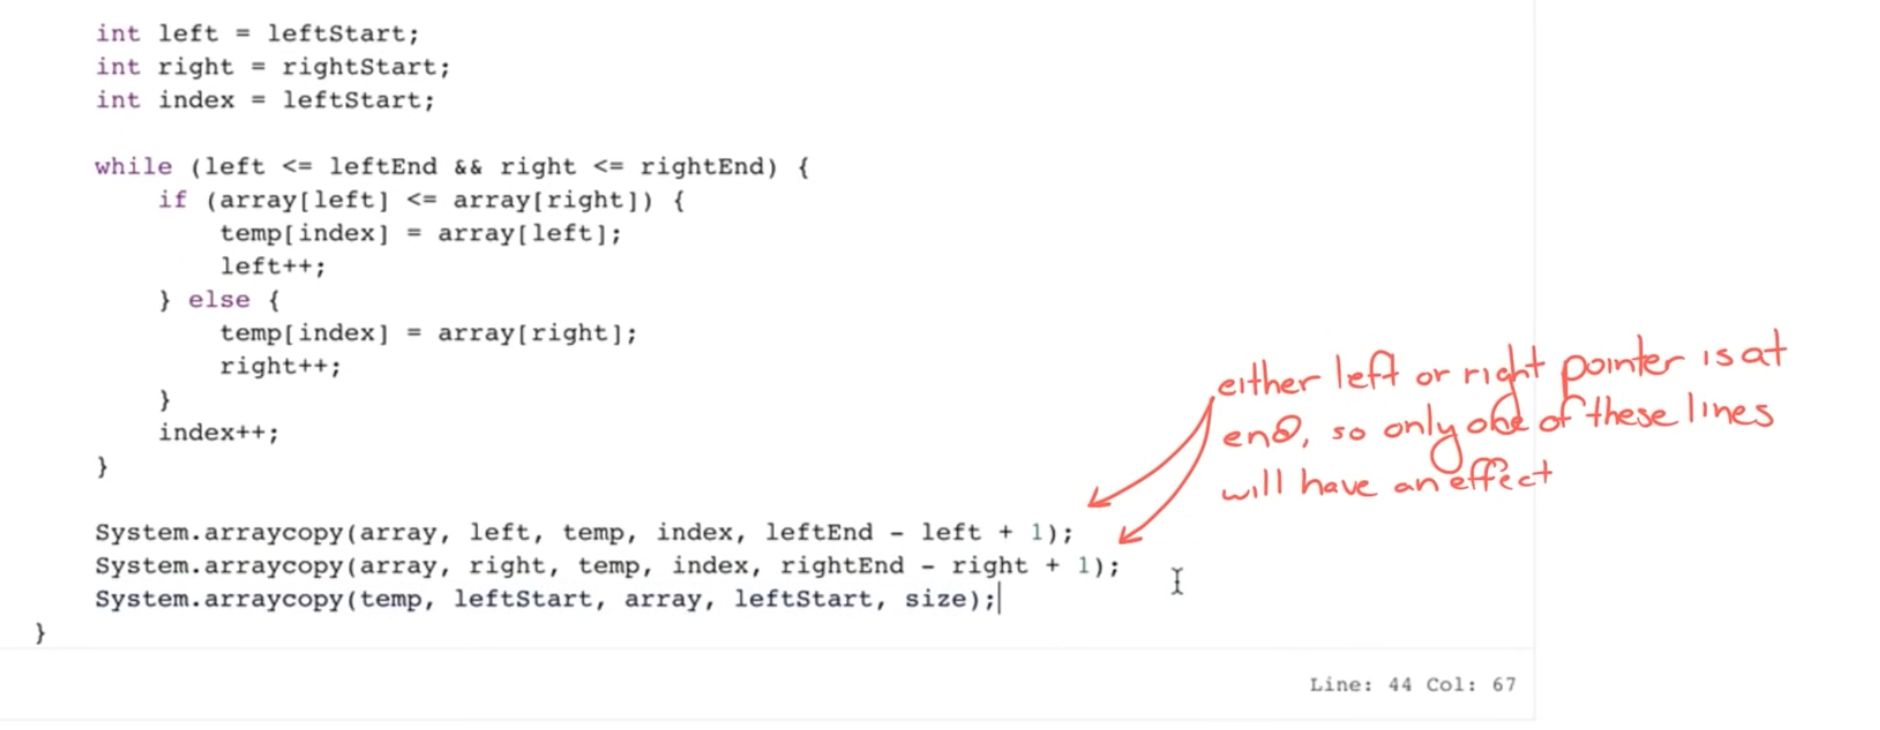 int left = leftStart;
int right = rightStart;
int index = leftStart;
while (left <= leftEnd && right <= rightEnd) {
if (array[left] <= array[right]) {
temp[index] = array[left];
left++;
} else {
temp[index] = array[right];
right++;
}
index++;
}
either left or right pointer is at
end, so only one of these lines
will have an effect
System.arraycopy(array, left, temp, index, leftEnd - left + 1);
System.arraycopy(array, right, temp, index, rightEnd - right + 1);
System.arraycopy(temp, leftStart, array, leftStart, size);
}
Line: 44 Col: 67